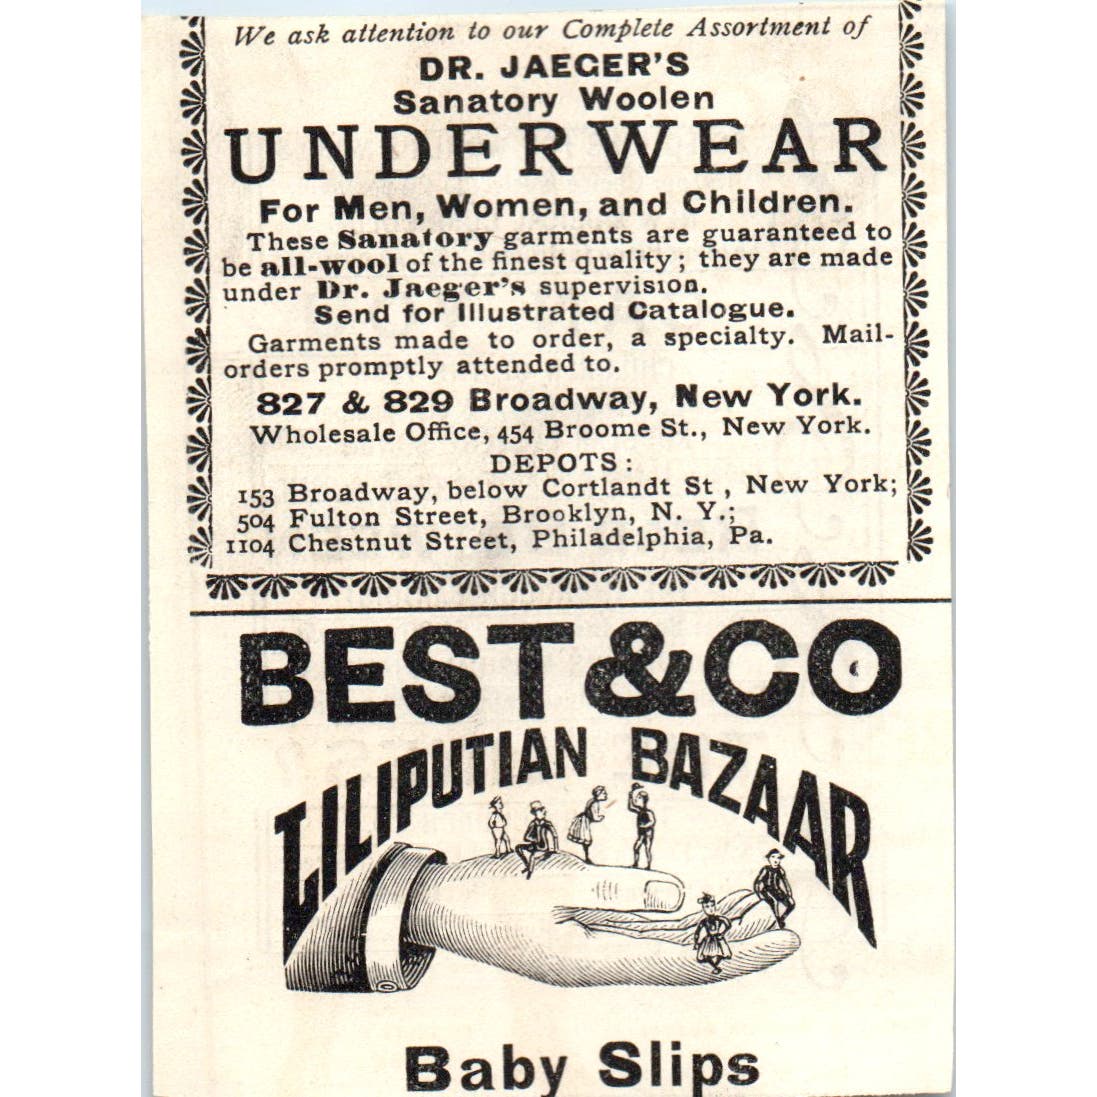 We ask attention to our Complete Assortment of
DR. JAEGER'S
Sanatory Woolen
UNDERWEAR
For Men, Women, and Children.
These Sanatory garments are guaranteed to
be all-wool of the finest quality; they are made
under Dr. Jaeger's supervision.
Send for Illustrated Catalogue.
Garments made to order, a specialty. Mail-
orders promptly attended to.
827 & 829 Broadway, New York.
Wholesale Office, 454 Broome St., New York.
DEPOTS:
153 Broadway, below Cortlandt St, New York;
504 Fulton Street, Brooklyn, N. Y.;
1104 Chestnut Street, Philadelphia, Pa.
BEST & CO
LILIPUTIAN BAZAAR
Baby Slips